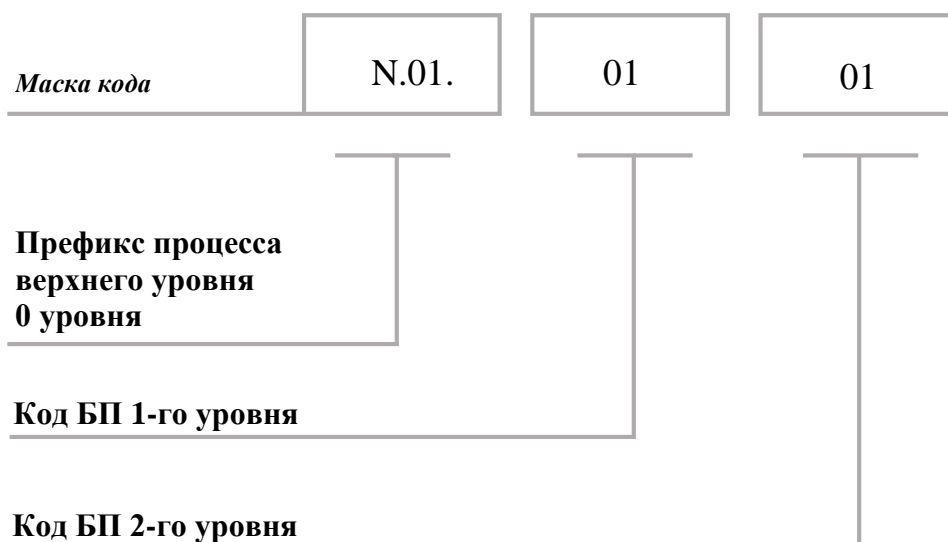 Маска кода N.01. 01 01
Префикс процесса
верхнего уровня
0 уровня
Код БП 1-го уровня
Код БП 2-го уровня